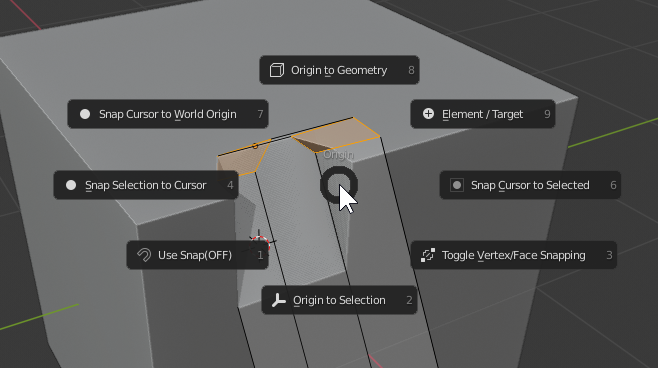 Origin to Geometry 8
Snap Cursor to World Origin 7
Element / Target 9
Origin
Snap Selection to Cursor 4
Snap Cursor to Selected 6
Use Snap(OFF) 1
Toggle Vertex/Face Snapping 3
Origin to Selection 2